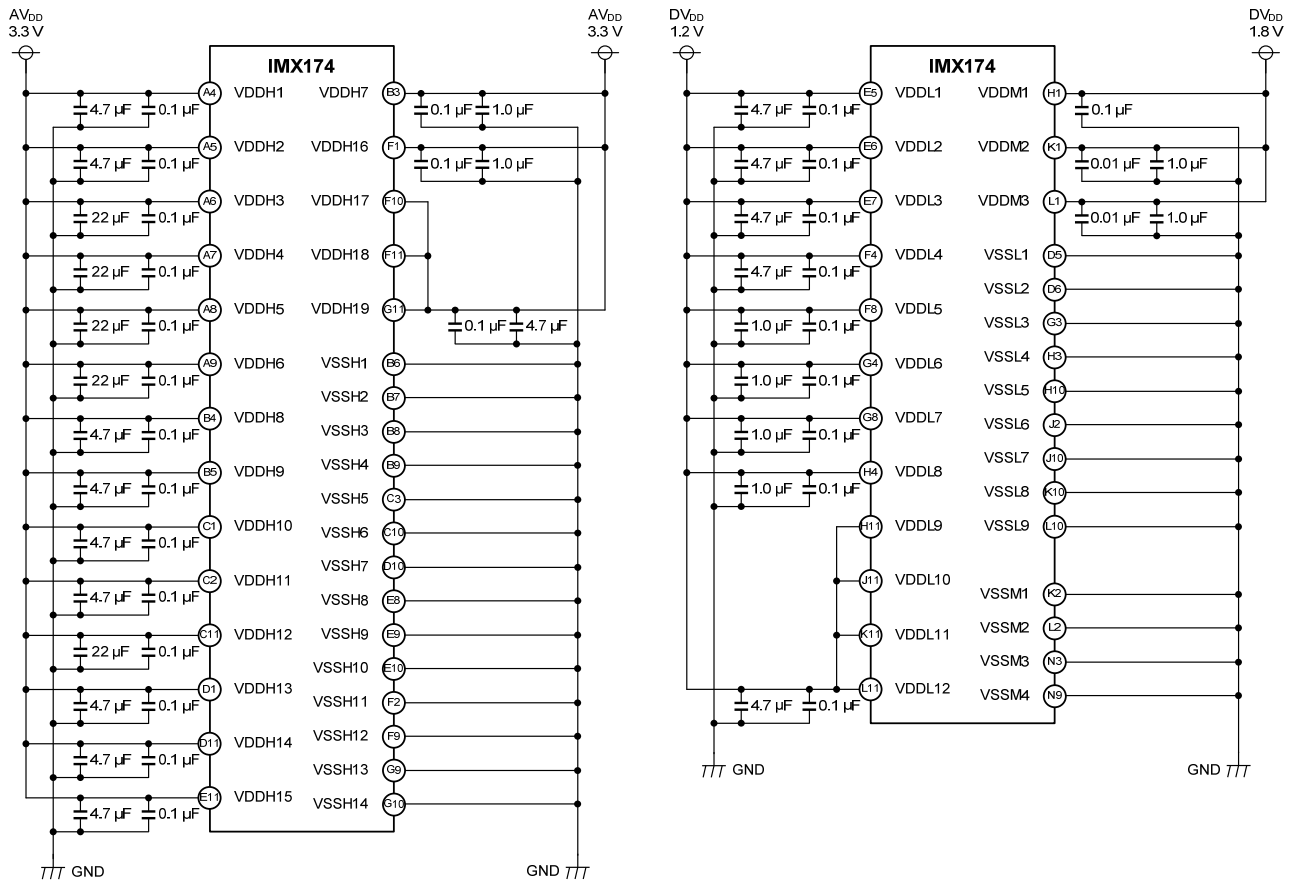 AVDD
3.3 V
AVDD
3.3 V
IMX174
4.7 µF 0.1 µF A4 VDDH1
VDDH7 B3 0.1 µF 1.0 µF
4.7 µF 0.1 µF A5 VDDH2
VDDH16 F1 0.1 µF 1.0 µF
22 µF 0.1 µF A6 VDDH3
VDDH17 F10
22 µF 0.1 µF A7 VDDH4
VDDH18 F11
22 µF 0.1 µF A8 VDDH5
VDDH19 G11 0.1 µF 4.7 µF
22 µF 0.1 µF A9 VDDH6
4.7 µF 0.1 µF B4 VDDH8
4.7 µF 0.1 µF B5 VDDH9
4.7 µF 0.1 µF C1 VDDH10
4.7 µF 0.1 µF C2 VDDH11
22 µF 0.1 µF C11 VDDH12
4.7 µF 0.1 µF D1 VDDH13
4.7 µF 0.1 µF D11 VDDH14
4.7 µF 0.1 µF E11 VDDH15
VSSH1 B6
VSSH2 B7
VSSH3 B8
VSSH4 B9
VSSH5 C3
VSSH6 C10
VSSH7 D10
VSSH8 E8
VSSH9 E9
VSSH10 E10
VSSH11 F2
VSSH12 F9
VSSH13 G9
VSSH14 G10
GND
GND
DVDD
1.2 V
DVDD
1.8 V
IMX174
4.7 µF 0.1 µF E5 VDDL1
VDDM1 H1 0.1 µF
4.7 µF 0.1 µF E6 VDDL2
VDDM2 K1 0.01 µF 1.0 µF
4.7 µF 0.1 µF E7 VDDL3
VDDM3 L1 0.01 µF 1.0 µF
4.7 µF 0.1 µF F4 VDDL4
1.0 µF 0.1 µF F8 VDDL5
1.0 µF 0.1 µF G4 VDDL6
1.0 µF 0.1 µF G8 VDDL7
1.0 µF 0.1 µF H4 VDDL8
H11 VDDL9
J11 VDDL10
K11 VDDL11
4.7 µF 0.1 µF L11 VDDL12
VSSL1 D5
VSSL2 D6
VSSL3 G3
VSSL4 H3
VSSL5 H10
VSSL6 J2
VSSL7 J10
VSSL8 K10
VSSL9 L10
VSSM1 K2
VSSM2 L2
VSSM3 N3
VSSM4 N9
GND
GND